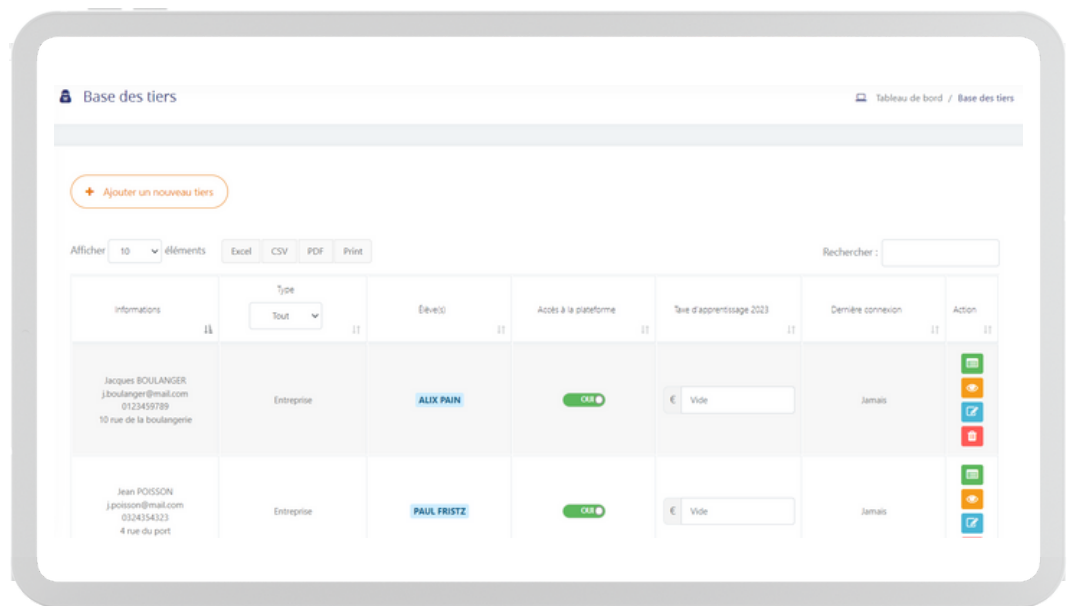 Base des tiers
Tableau de bord / Base des tiers
+ Ajouter un nouveau tiers
Afficher 10 éléments Excel CSV PDF Print
Rechercher :
Informations
Type
Tout
Élève(s)
Accès à la plateforme
Taxe d'apprentissage 2023
Dernière connexion
Action
Jacques BOULANGER
j.boulanger@mail.com
0123459789
10 rue de la boulangerie
Entreprise
ALIX PAIN
OUI
€ Vide
Jamais
Jean POISSON
j.poisson@mail.com
0324354323
4 rue du port
Entreprise
PAUL FRISTZ
OUI
€ Vide
Jamais